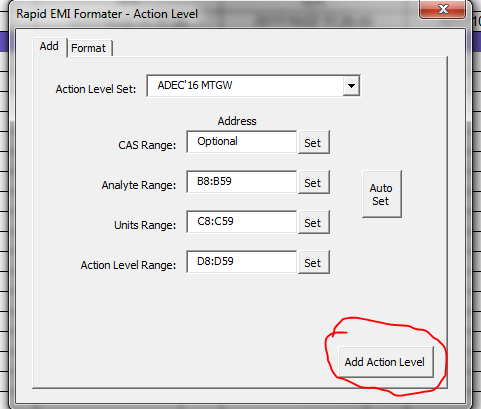 Rapid EMI Formater - Action Level
Add
Format
Action Level Set:
ADEC'16 MTGW
Address
CAS Range:
Optional
Set
Analyte Range:
B8:B59
Set
Auto
Set
Units Range:
C8:C59
Set
Action Level Range:
D8:D59
Set
Add Action Level